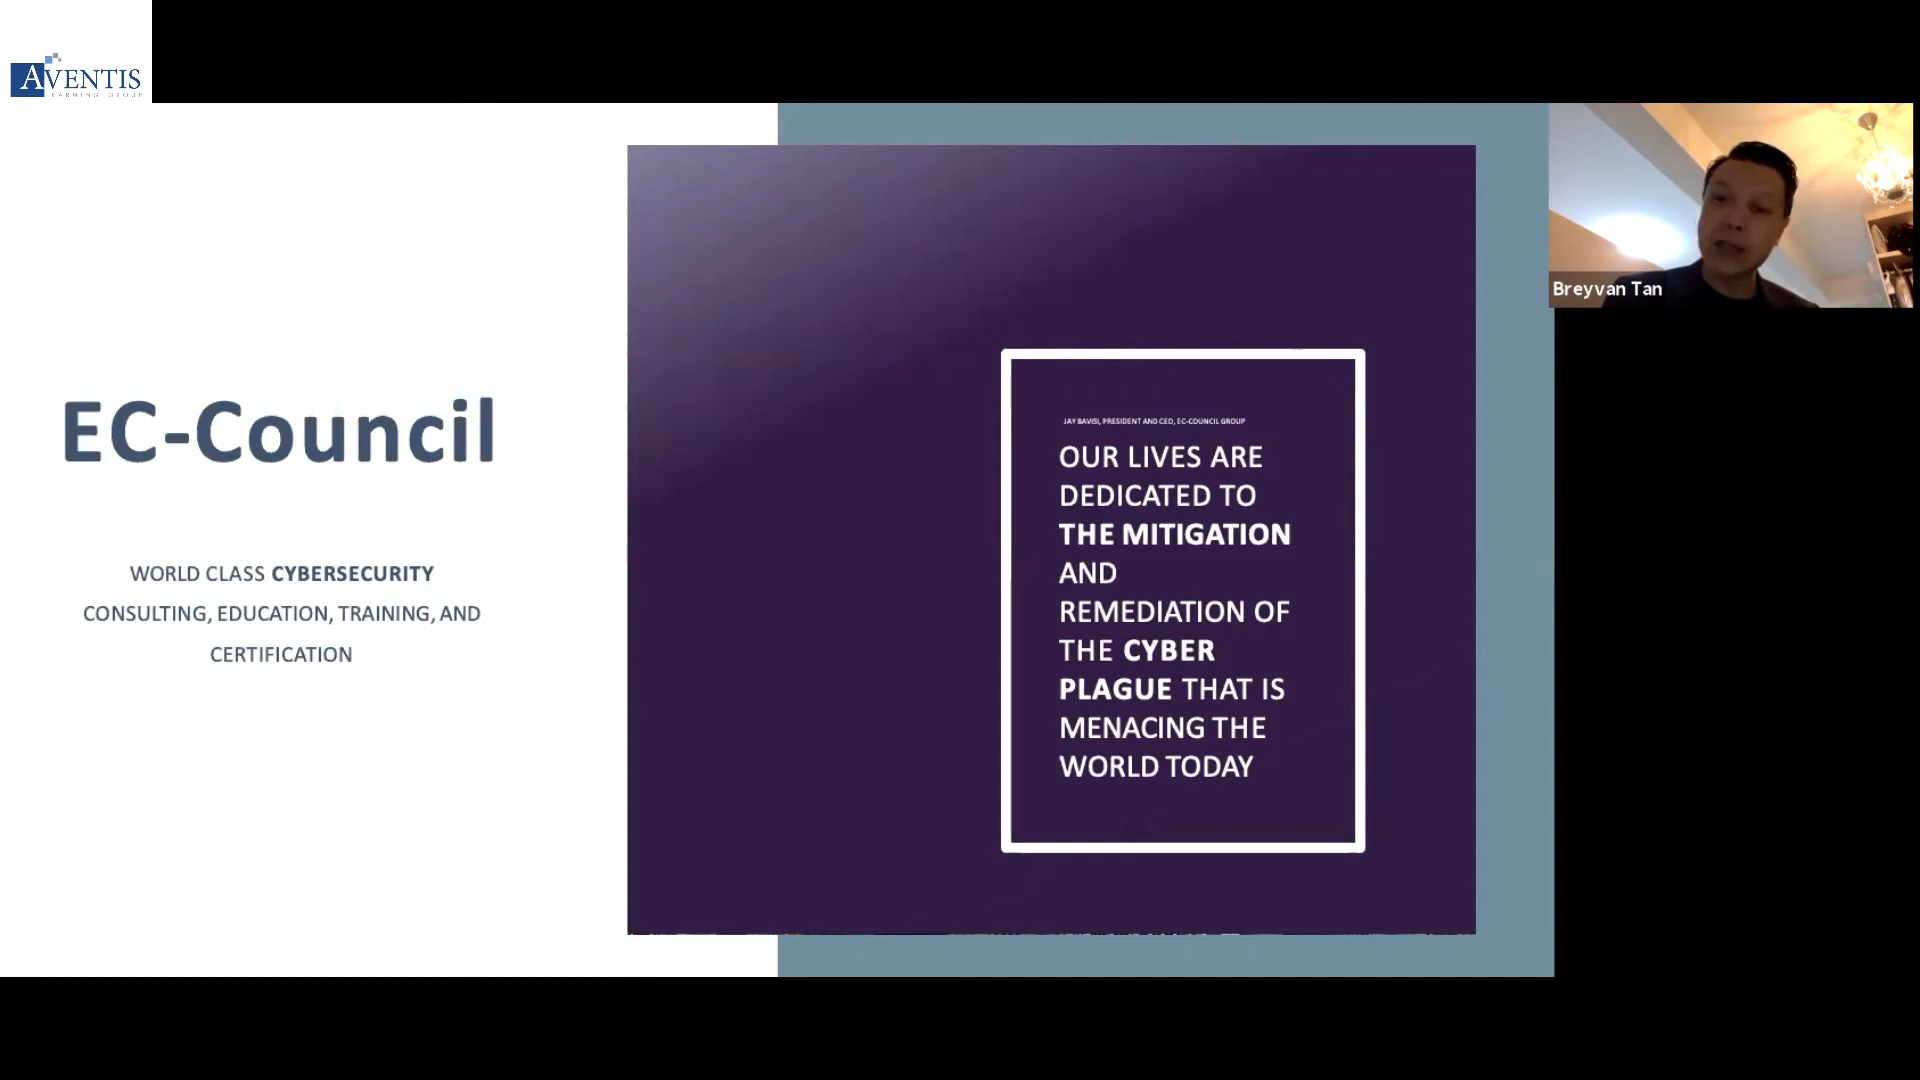 AVENTIS
LEARNING GROUP
EC-Council
WORLD CLASS CYBERSECURITY
CONSULTING, EDUCATION, TRAINING, AND
CERTIFICATION
JAY BAVISI, PRESIDENT AND CEO, EC-COUNCIL GROUP
OUR LIVES ARE
DEDICATED TO
THE MITIGATION
AND
REMEDIATION OF
THE CYBER
PLAGUE THAT IS
MENACING THE
WORLD TODAY
Breyvan Tan